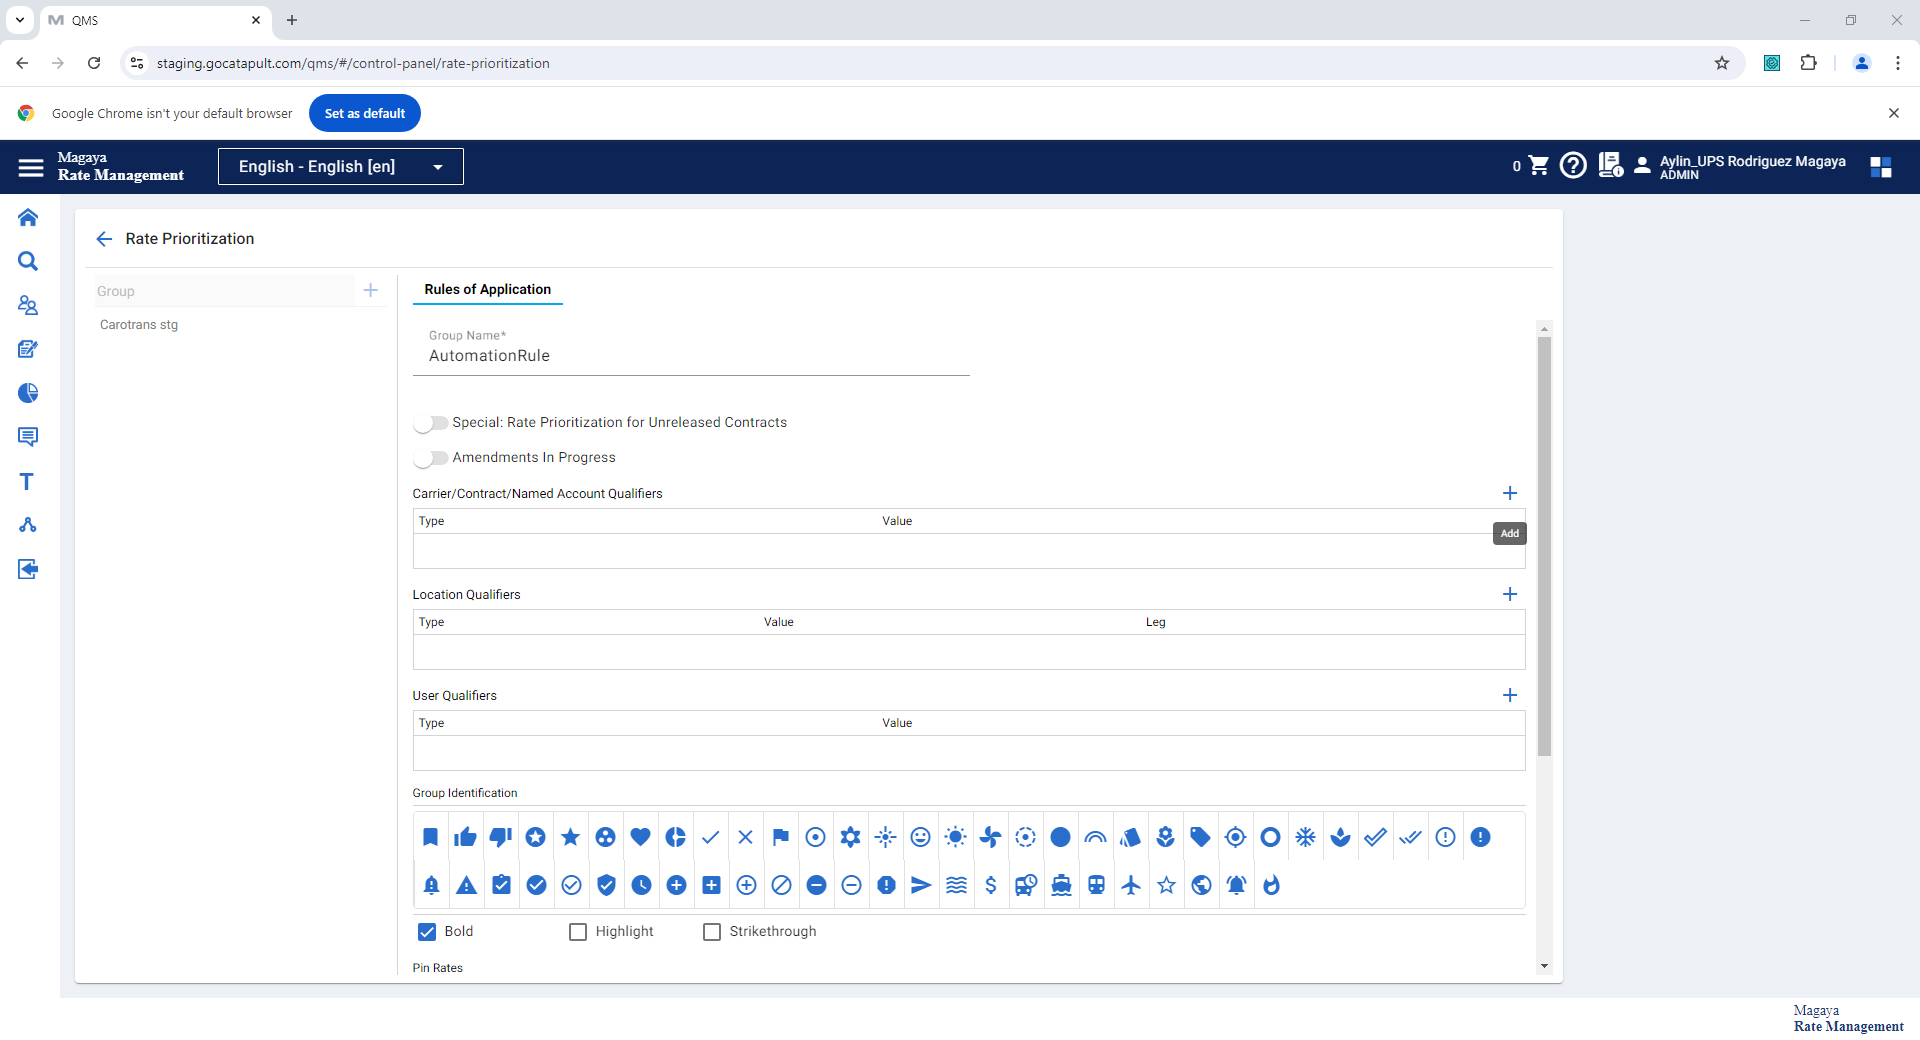 QMS
staging.gocatapult.com/qms/#/control-panel/rate-prioritization
Google Chrome isn't your default browser
Set as default
Magaya
Rate Management
English - English [en]
0
Aylin_UPS Rodriguez Magaya
ADMIN
Rate Prioritization
Group
Carotrans stg
Rules of Application
Group Name*
AutomationRule
Special: Rate Prioritization for Unreleased Contracts
Amendments In Progress
Carrier/Contract/Named Account Qualifiers
Type Value
Add
Location Qualifiers
Type Value Leg
User Qualifiers
Type Value
Group Identification
Bold Highlight Strikethrough
Pin Rates
Magaya
Rate Management